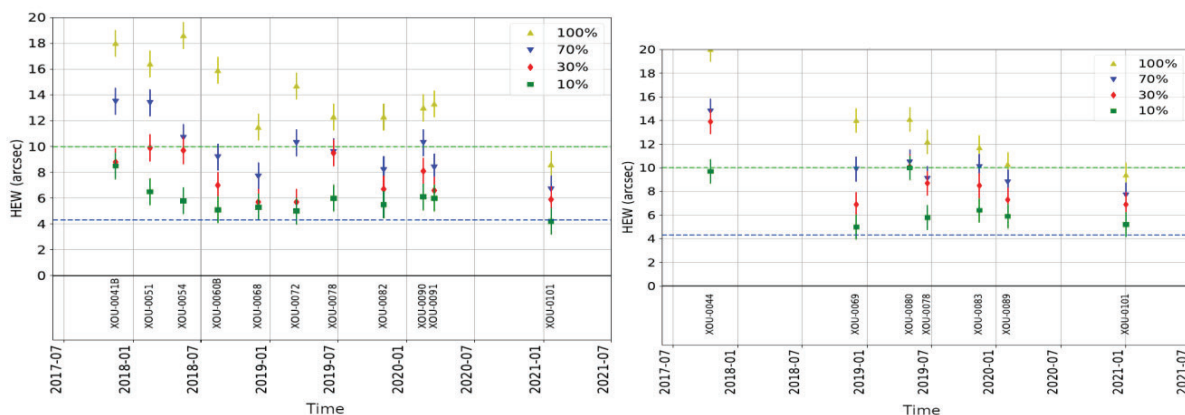 20
18
16
14
12
10
8
6
4
2
0
HEW (arcsec)
100%
70%
30%
10%
XOU-0041B
XOU-0051
XOU-0054
XOU-0060B
XOU-0068
XOU-0072
XOU-0078
XOU-0082
XOU-0090
XOU-0091
XOU-0101
2017-07
2018-01
2018-07
2019-01
2019-07
2020-01
2020-07
2021-01
2021-07
Time
20
18
16
14
12
10
8
6
4
2
0
HEW (arcsec)
100%
70%
30%
10%
XOU-0044
XOU-0069
XOU-0080
XOU-0078
XOU-0083
XOU-0089
XOU-0101
2017-07
2018-01
2018-07
2019-01
2019-07
2020-01
2020-07
2021-01
2021-07
Time